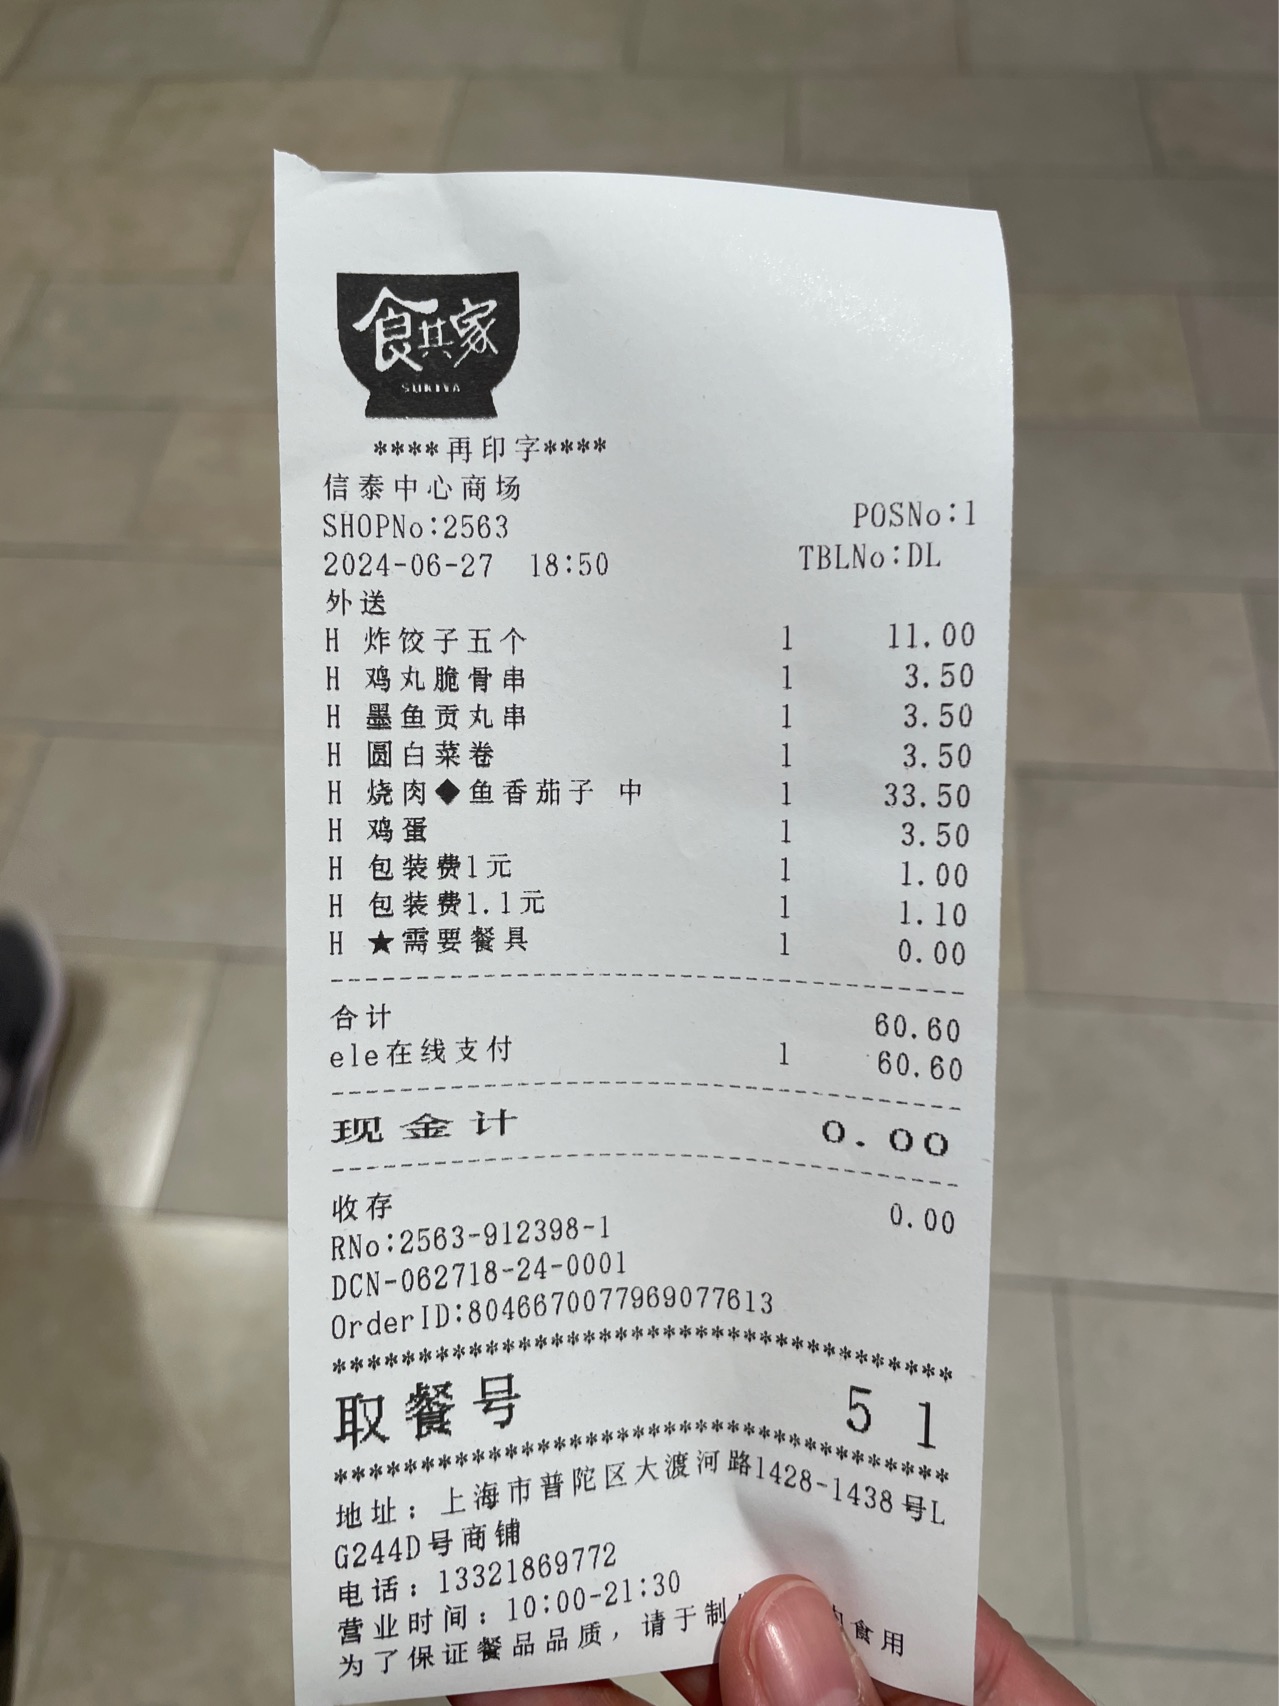 食其家
SUKIYA
****再印字****
信泰中心商场
SHOPNo:2563 POSNo:1
2024-06-27 18:50 TBLNo:DL
外送
H 炸饺子五个 1 11.00
H 鸡丸脆骨串 1 3.50
H 墨鱼贡丸串 1 3.50
H 圆白菜卷 1 3.50
H 烧肉◆鱼香茄子 中 1 33.50
H 鸡蛋 1 3.50
H 包装费1元 1 1.00
H 包装费1.1元 1 1.10
H ★需要餐具 1 0.00
合计 60.60
ele在线支付 1 60.60
现金计 0.00
收存 0.00
RNo:2563-912398-1
DCN-062718-24-0001
OrderID:8046670077969077613
取餐号 51
地址：上海市普陀区大渡河路1428-1438号L
G244D号商铺
电话：13321869772
营业时间：10:00-21:30
为了保证餐品品质，请于制 食用